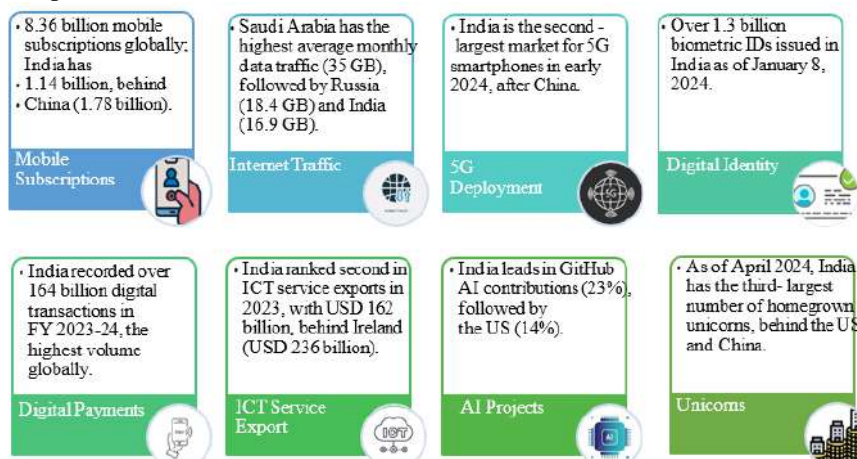 • 8.36 billion mobile
subscriptions globally;
India has
• 1.14 billion, behind
• China (1.78 billion).
Mobile
Subscriptions
• Saudi Arabia has the
highest average monthly
data traffic (35 GB),
followed by Russia
(18.4 GB) and India
(16.9 GB).
Internet Traffic
• India is the second -
largest market for 5G
smartphones in early
2024, after China.
5G
Deployment
5G
• Over 1.3 billion
biometric IDs issued in
India as of January 8,
2024.
Digital Identity
• India recorded over
164 billion digital
transactions in
FY 2023-24, the
highest volume
globally.
Digital Payments
• India ranked second in
ICT service exports in
2023, with USD 162
billion, behind Ireland
(USD 236 billion).
ICT Service
Export
IOT
• India leads in GitHub
AI contributions (23%),
followed by
the US (14%).
AI Projects
AI
• As of April 2024, India
has the third- largest
number of homegrown
unicorns, behind the US
and China.
Unicorns